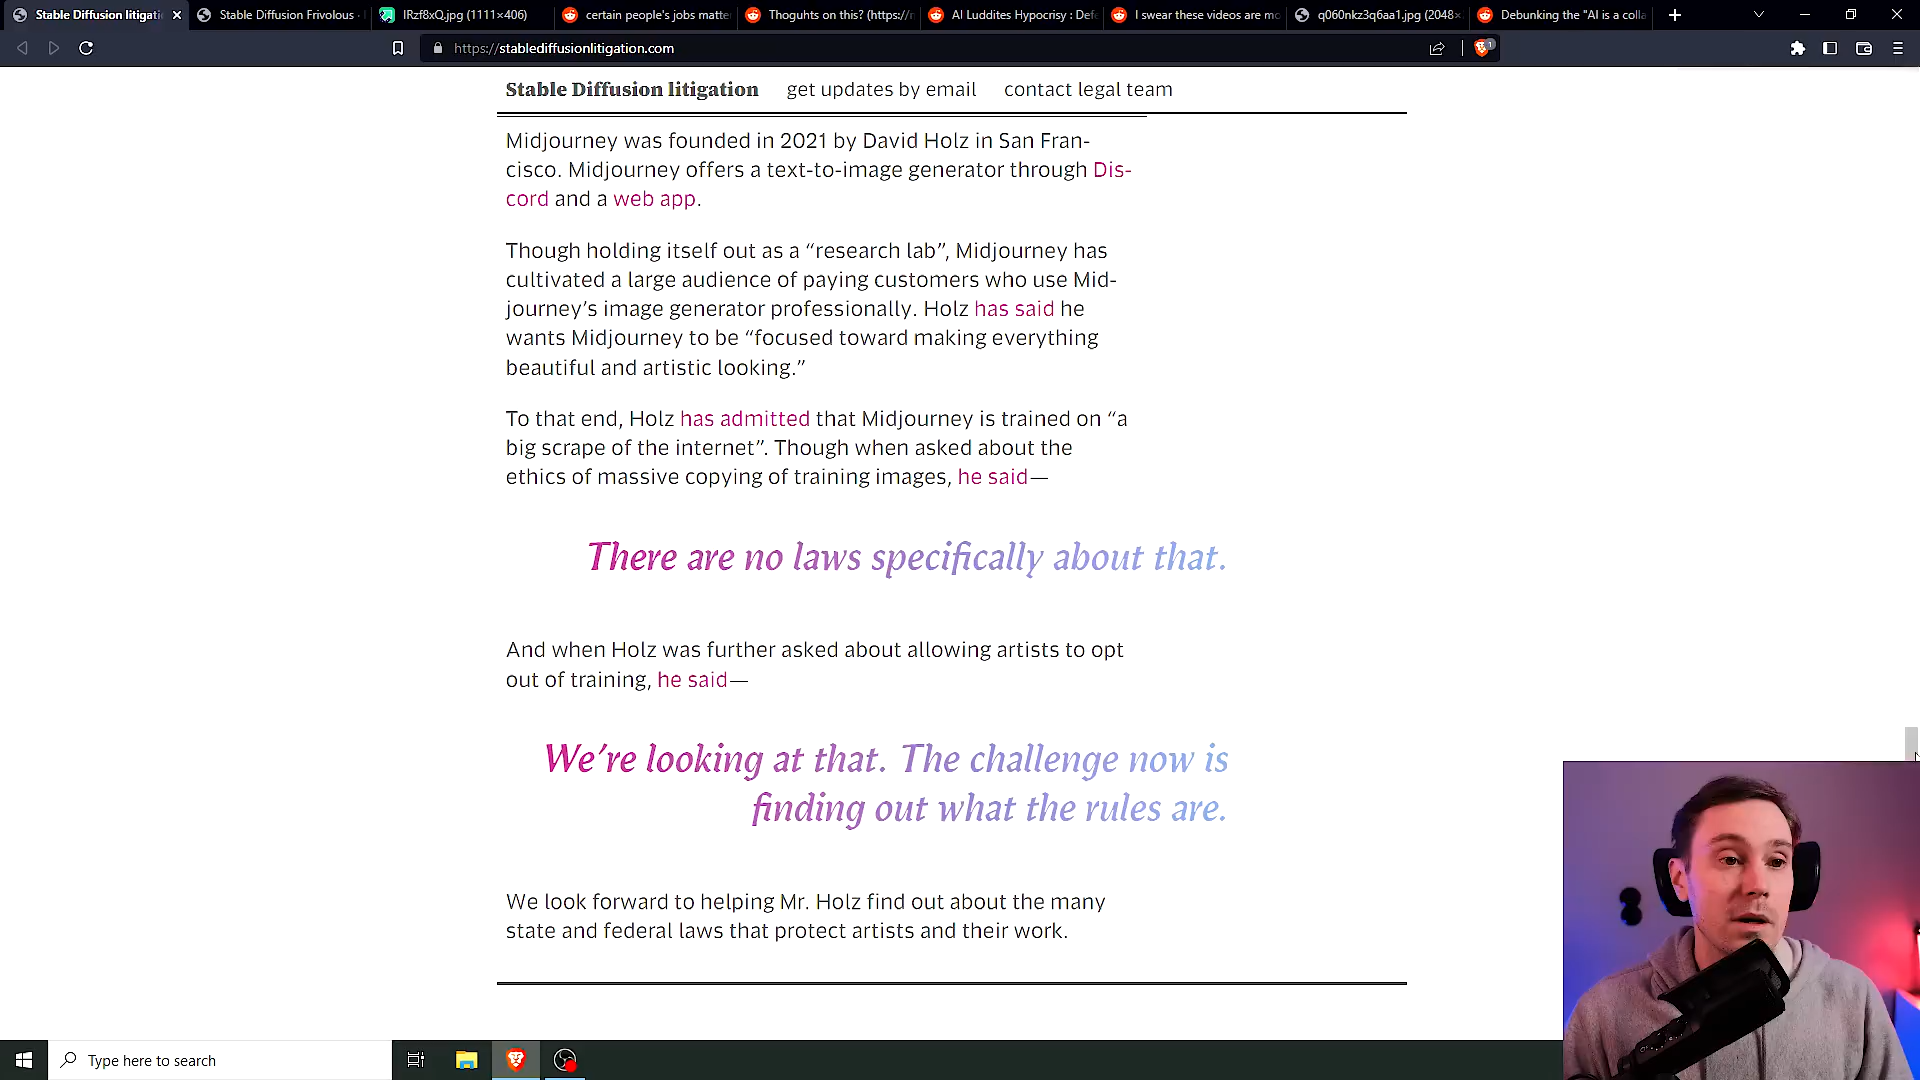 Stable Diffusion litigati
Stable Diffusion Frivolous ·
IRzf8xQ.jpg (1111×406)
certain people's jobs matte
Thoguhts on this? (https://r
AI Luddites Hypocrisy : Def
I swear these videos are mo
q060nkz3q6aa1.jpg (2048×
Debunking the "AI is a colla
https://stablediffusionlitigation.com
1
Stable Diffusion litigation get updates by email contact legal team
Midjourney was founded in 2021 by David Holz in San Fran-
cisco. Midjourney offers a text-to-image generator through Dis-
cord and a web app.
Though holding itself out as a “research lab”, Midjourney has
cultivated a large audience of paying customers who use Mid-
journey’s image generator professionally. Holz has said he
wants Midjourney to be “focused toward making everything
beautiful and artistic looking.”
To that end, Holz has admitted that Midjourney is trained on “a
big scrape of the internet”. Though when asked about the
ethics of massive copying of training images, he said—
There are no laws specifically about that.
And when Holz was further asked about allowing artists to opt
out of training, he said—
We’re looking at that. The challenge now is
finding out what the rules are.
We look forward to helping Mr. Holz find out about the many
state and federal laws that protect artists and their work.
Type here to search